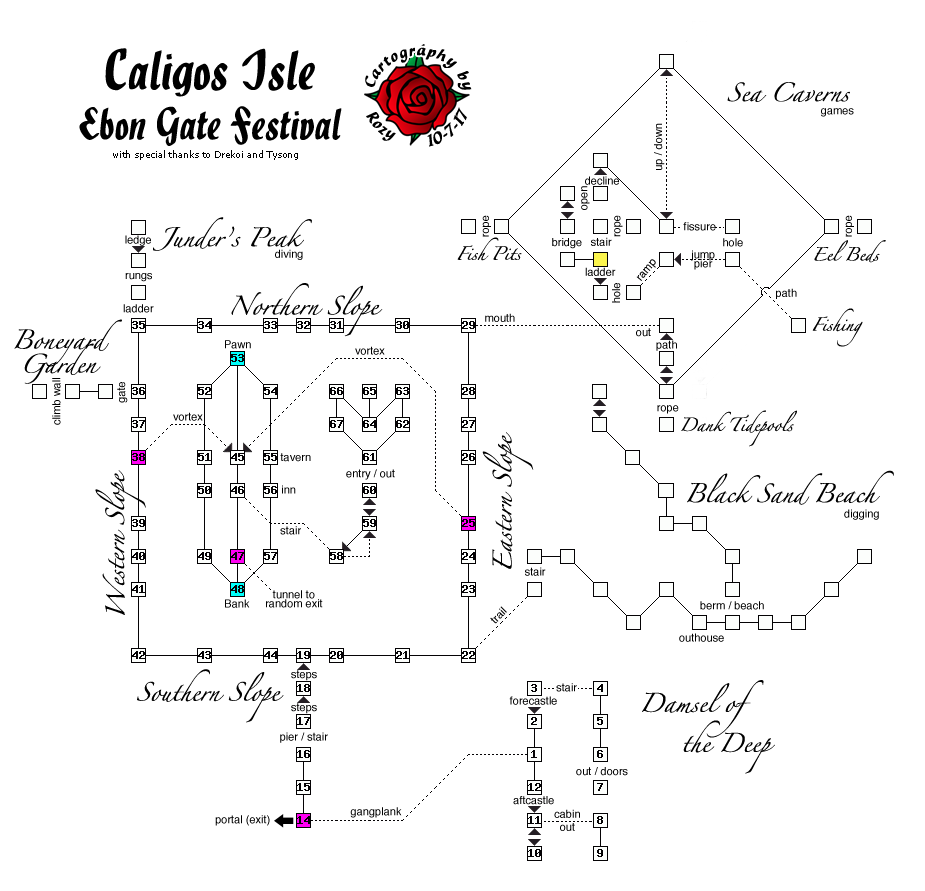 Caligos Isle
Ebon Gate Festival
with special thanks to Drekoi and Tysong
Cartography by
Rozy 10-7-17
Sea Caverns
games
up / down
decline
open
rope
bridge
stair
rope
fissure
hole
rope
rope
Fish Pits
Eel Beds
ladder
hole
ramp
jump
pier
path
Fishing
out
path
rope
Dank Tidepools
Junder's Peak
diving
ledge
rungs
ladder
Northern Slope
35
34
33
32
31
30
29
mouth
Boneyard
Garden
climb wall
gate
Pawn
53
vortex
36
52
54
66
65
63
28
37
vortex
67
64
62
27
38
51
45
55
tavern
61
26
entry / out
50
46
56
inn
60
Western Slope
Eastern Slope
39
stair
59
25
40
49
47
57
58
24
41
48
Bank
tunnel to
random exit
23
42
43
44
19
20
21
22
trail
Black Sand Beach
digging
stair
berm / beach
outhouse
Southern Slope
steps
18
steps
17
pier / stair
16
15
portal (exit)
14
gangplank
Damsel of
the Deep
3
stair
4
forecastle
2
5
1
6
out / doors
12
7
aftcastle
11
cabin
out
8
10
9